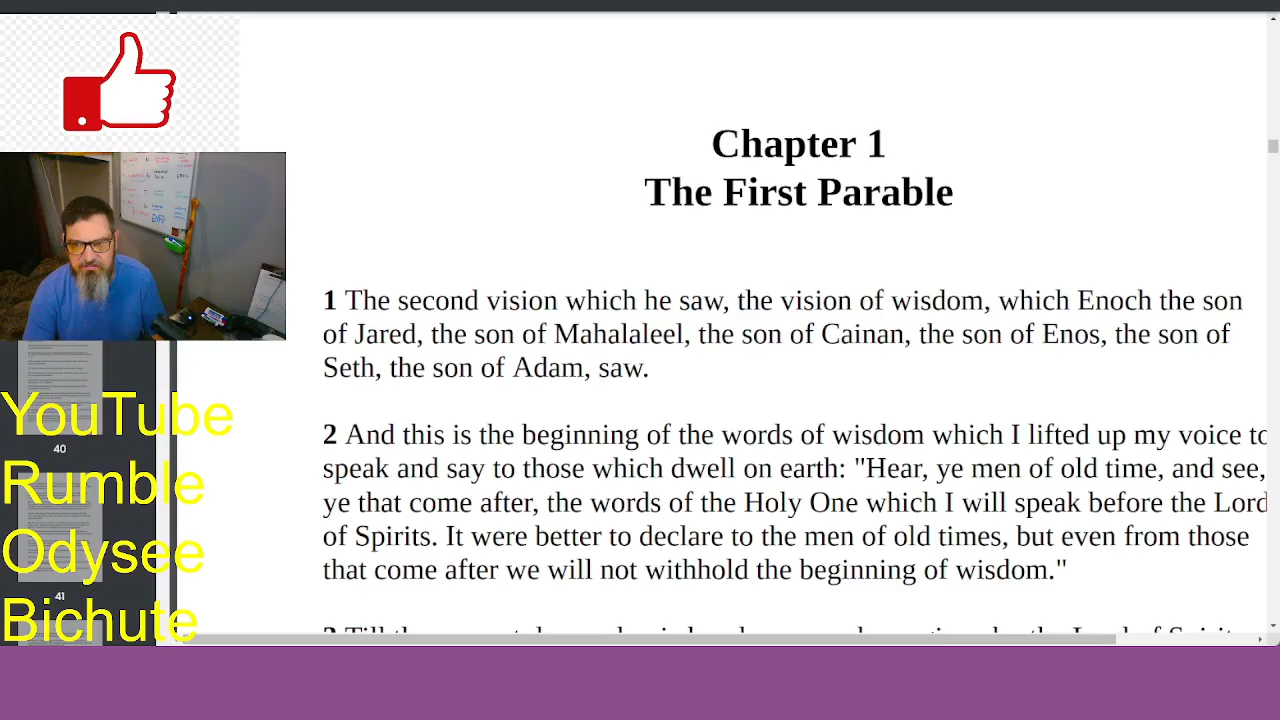 Chapter 1
The First Parable
1 The second vision which he saw, the vision of wisdom, which Enoch the son
of Jared, the son of Mahalaleel, the son of Cainan, the son of Enos, the son of
Seth, the son of Adam, saw.
2 And this is the beginning of the words of wisdom which I lifted up my voice to
speak and say to those which dwell on earth: "Hear, ye men of old time, and see,
ye that come after, the words of the Holy One which I will speak before the Lord
of Spirits. It were better to declare to the men of old times, but even from those
that come after we will not withhold the beginning of wisdom."
YouTube
40
Rumble
Odysee
41
Bichute